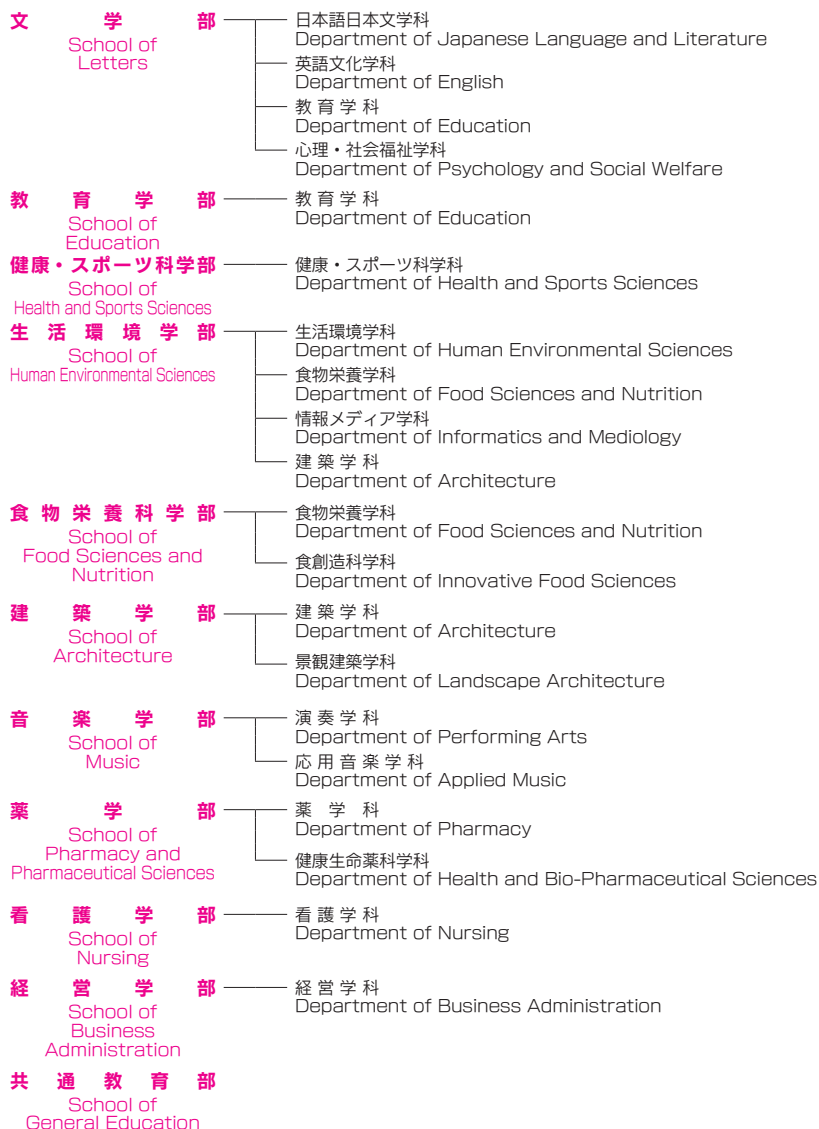 文学部
School of
Letters
日本語日本文学科
Department of Japanese Language and Literature
英語文化学科
Department of English
教育学科
Department of Education
心理・社会福祉学科
Department of Psychology and Social Welfare
教育学部
School of
Education
教育学科
Department of Education
健康・スポーツ科学部
School of
Health and Sports Sciences
健康・スポーツ科学科
Department of Health and Sports Sciences
生活環境学部
School of
Human Environmental Sciences
生活環境学科
Department of Human Environmental Sciences
食物栄養学科
Department of Food Sciences and Nutrition
情報メディア学科
Department of Informatics and Mediology
建築学科
Department of Architecture
食物栄養科学部
School of
Food Sciences and
Nutrition
食物栄養学科
Department of Food Sciences and Nutrition
食創造科学科
Department of Innovative Food Sciences
建築学部
School of
Architecture
建築学科
Department of Architecture
景観建築学科
Department of Landscape Architecture
音楽学部
School of
Music
演奏学科
Department of Performing Arts
応用音楽学科
Department of Applied Music
薬学部
School of
Pharmacy and
Pharmaceutical Sciences
薬学科
Department of Pharmacy
健康生命薬科学科
Department of Health and Bio-Pharmaceutical Sciences
看護学部
School of
Nursing
看護学科
Department of Nursing
経営学部
School of
Business
Administration
経営学科
Department of Business Administration
共通教育部
School of
General Education